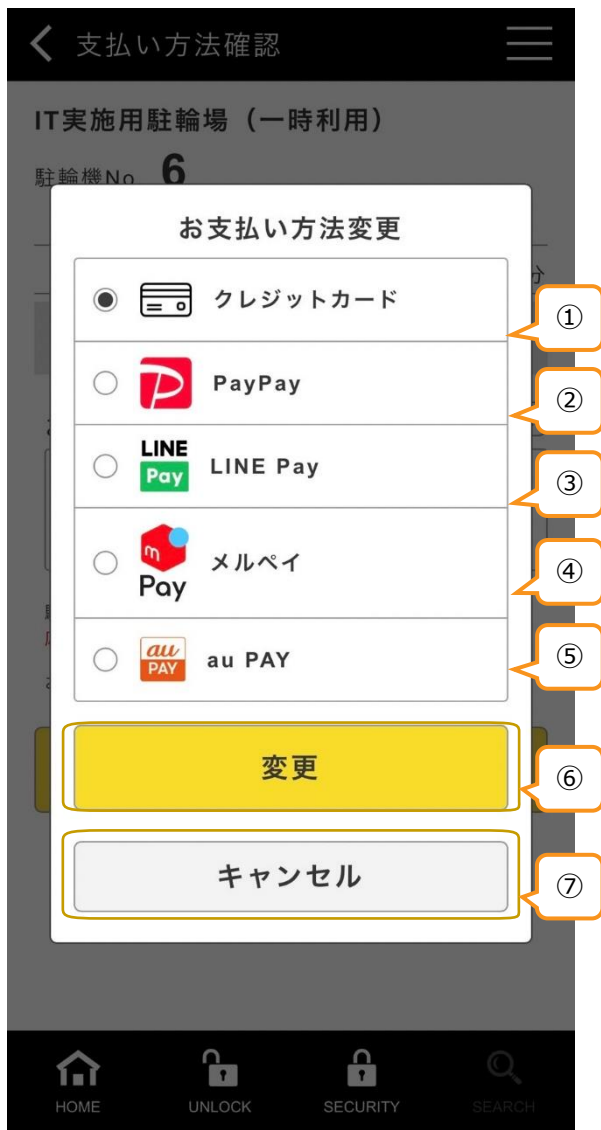 支払い方法確認
IT実施用駐輪場（一時利用）
駐輪機No 6
お支払い方法変更
分
クレジットカード
①
PayPay
②
LINE Pay
LINE Pay
③
m Pay
メルペイ
④
au PAY
au PAY
⑤
変更
⑥
キャンセル
⑦
HOME UNLOCK SECURITY SEARCH